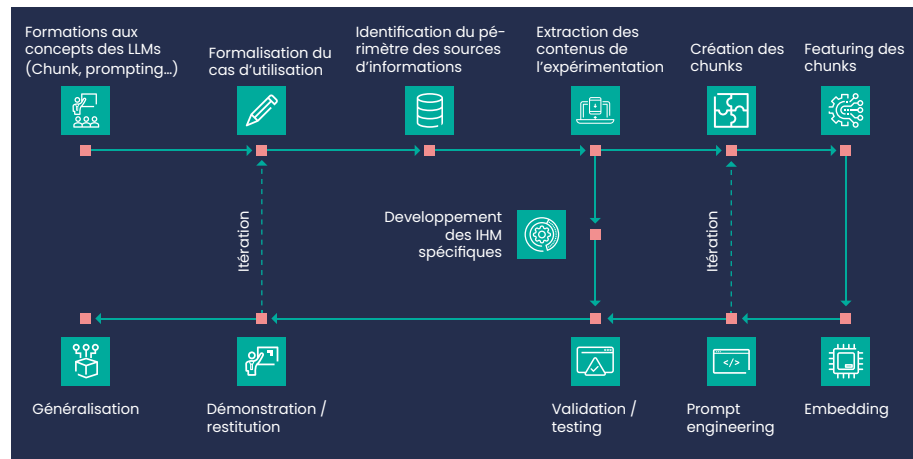 Formations aux
concepts des LLMs
(Chunk, prompting...)
Formalisation du
cas d'utilisation
Identification du pé-
rimètre des sources
d'informations
Extraction des
contenus de
l'expérimentation
Création des
chunks
Featuring des
chunks
Itération
Developpement
des IHM
spécifiques
Itération
</>
Généralisation
Démonstration /
restitution
Validation /
testing
Prompt
engineering
Embedding